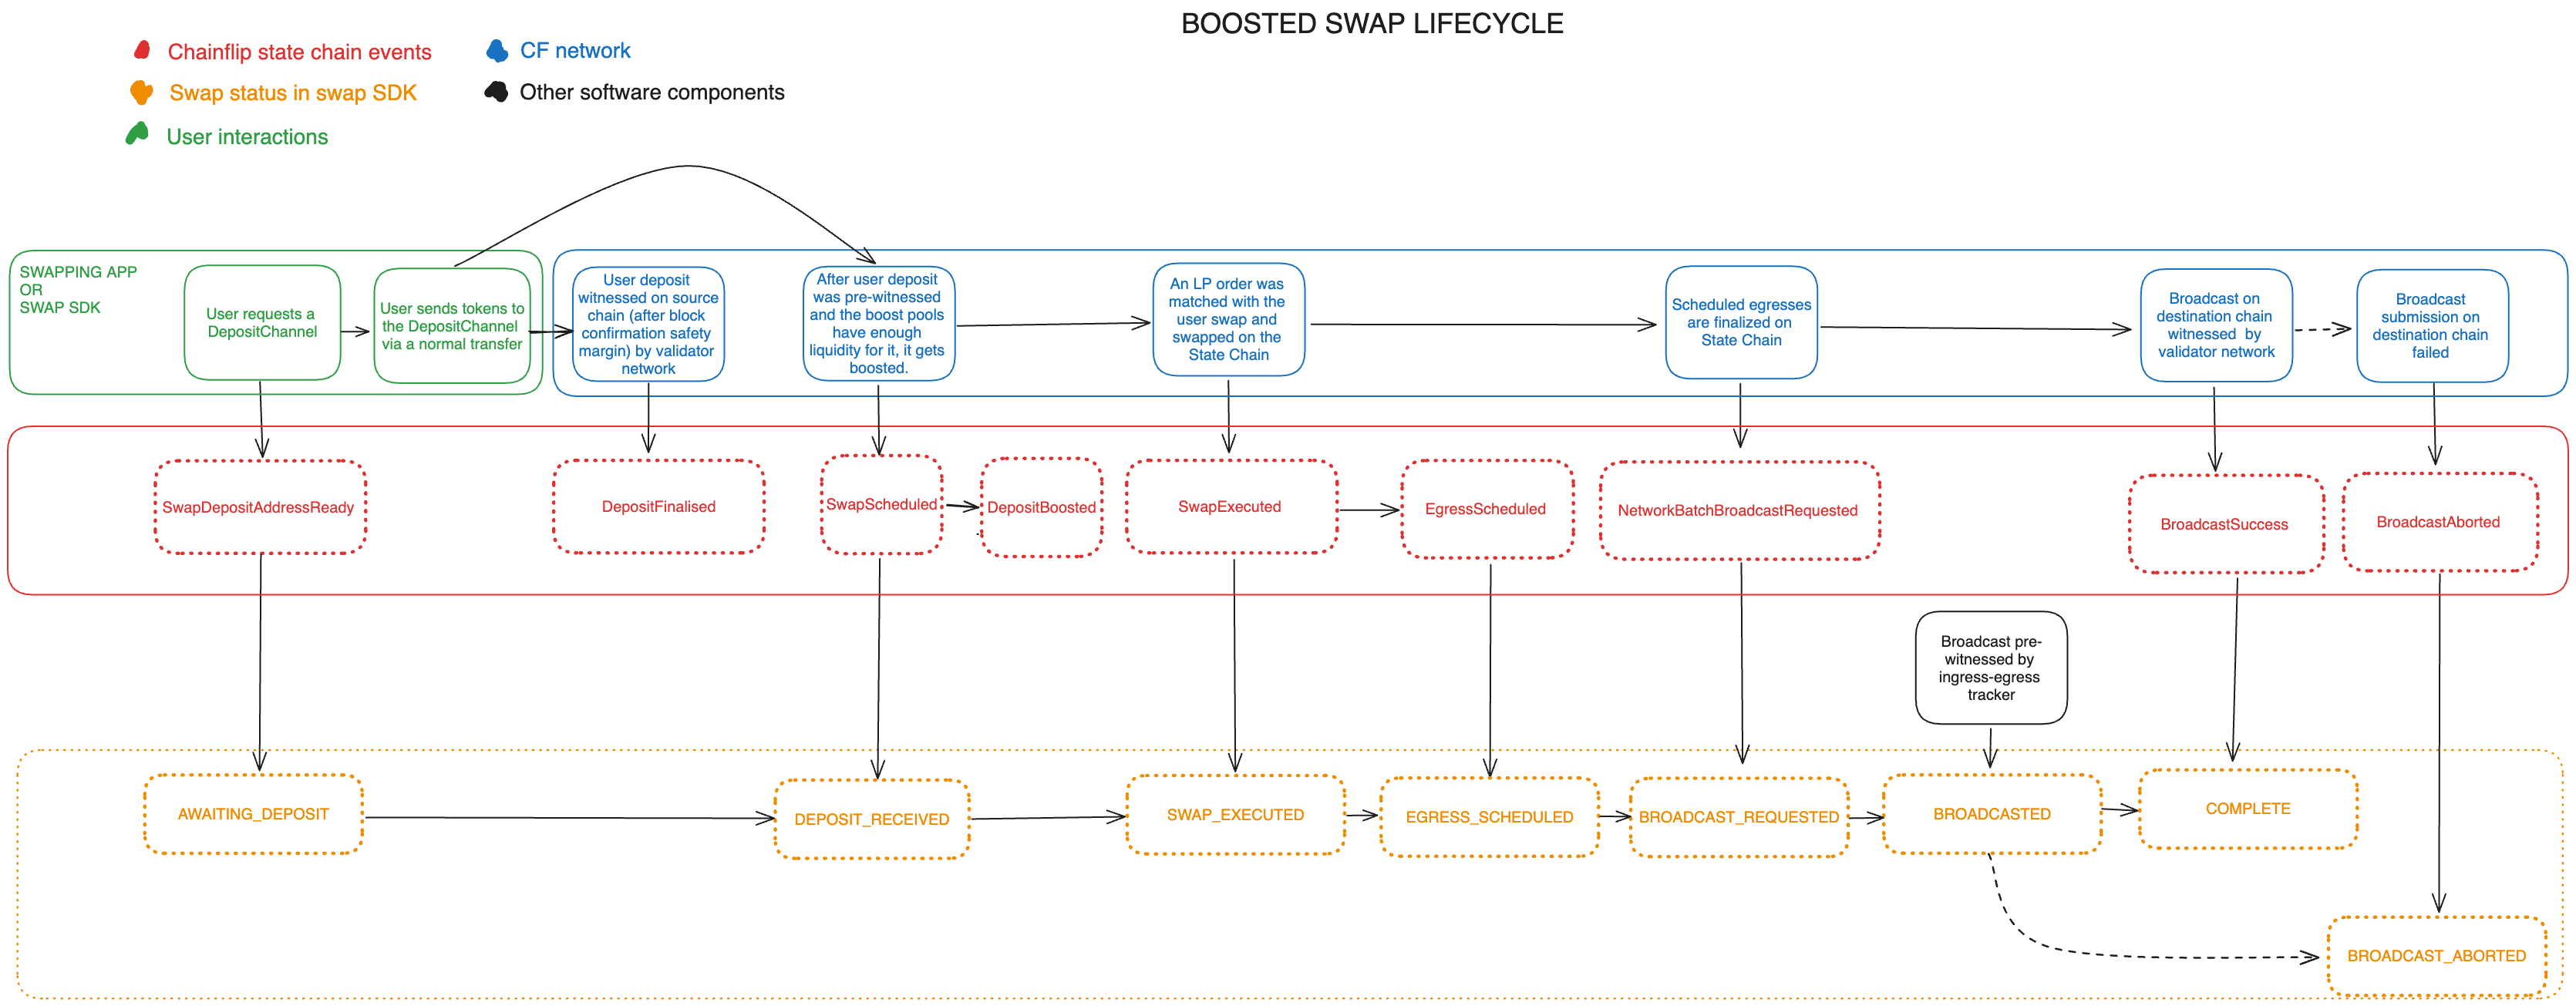 BOOSTED SWAP LIFECYCLE
Chainflip state chain events
CF network
Swap status in swap SDK
Other software components
User interactions
SWAPPING APP
OR
SWAP SDK
User requests a
DepositChannel
User sends tokens to
the DepositChannel
via a normal transfer
User deposit
witnessed on source
chain (after block
confirmation safety
margin) by validator
network
After user deposit
was pre-witnessed
and the boost pools
have enough
liquidity for it, it gets
boosted.
An LP order was
matched with the
user swap and
swapped on the
State Chain
Scheduled egresses
are finalized on
State Chain
Broadcast on
destination chain
witnessed by
validator network
Broadcast
submission on
destination chain
failed
SwapDepositAddressReady
DepositFinalised
SwapScheduled
DepositBoosted
SwapExecuted
EgressScheduled
NetworkBatchBroadcastRequested
BroadcastSuccess
BroadcastAborted
Broadcast pre-
witnessed by
ingress-egress
tracker
AWAITING_DEPOSIT
DEPOSIT_RECEIVED
SWAP_EXECUTED
EGRESS_SCHEDULED
BROADCAST_REQUESTED
BROADCASTED
COMPLETE
BROADCAST_ABORTED